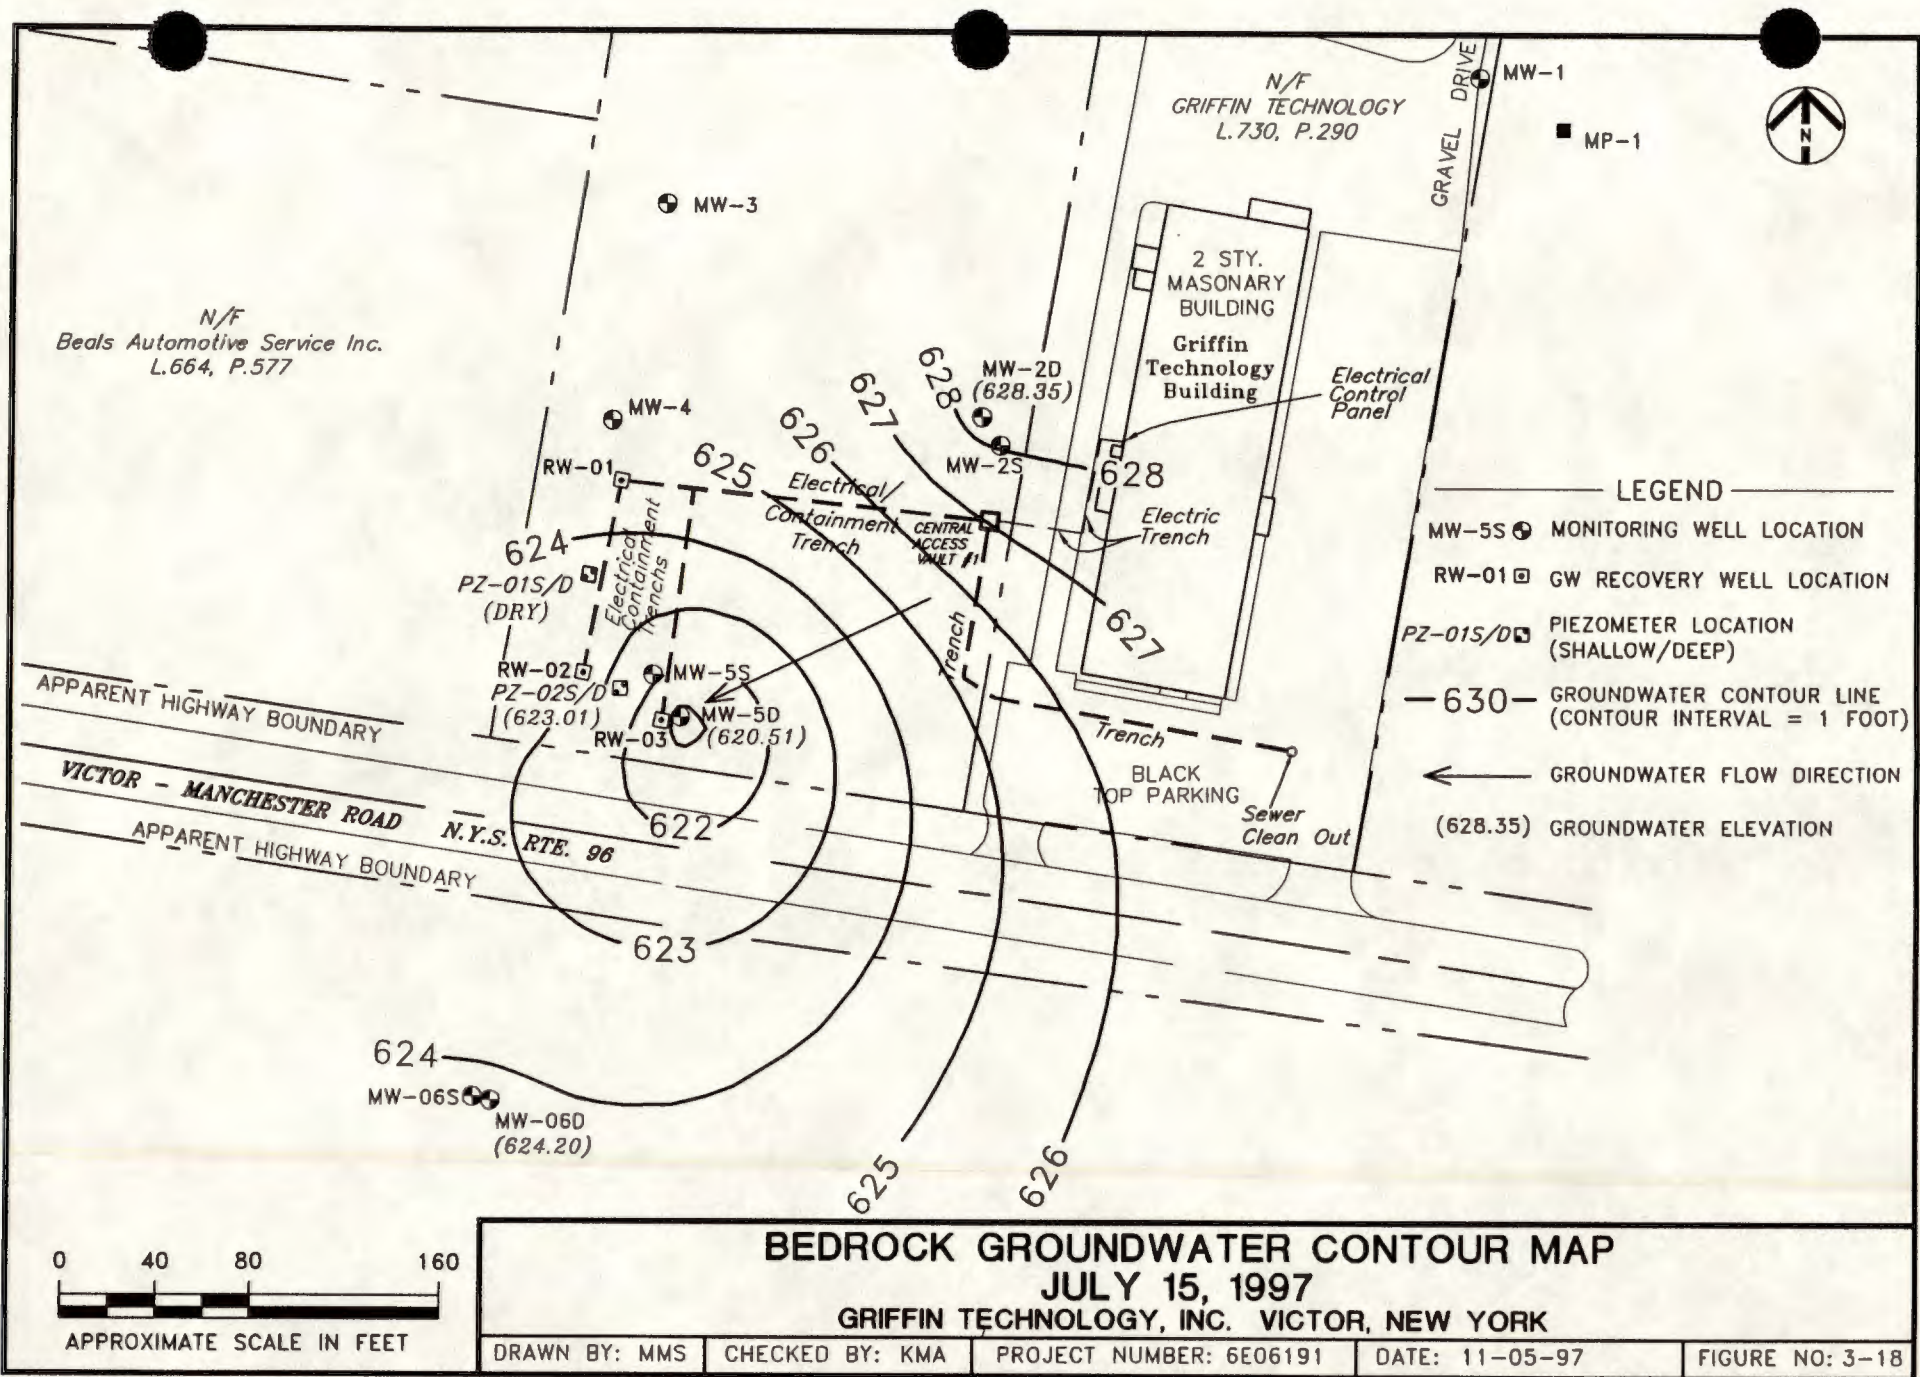 N/F
GRIFFIN TECHNOLOGY
L.730, P.290
GRAVEL DRIVE
MW-1
MP-1
N
MW-3
2 STY.
MASONARY
BUILDING
Griffin
Technology
Building
N/F
Beals Automotive Service Inc.
L.664, P.577
Electrical
Control
Panel
628
MW-2D
(628.35)
627
626
MW-4
MW-2S
628
RW-01
625
Electrical/
Containment
Trench
CENTRAL
ACCESS
VAULT #1
Electric
Trench
624
Electrical
Containment
Trenchs
PZ-01S/D
(DRY)
627
Trench
RW-02
MW-5S
PZ-02S/D
(623.01)
MW-5D
(620.51)
RW-03
Trench
BLACK
TOP PARKING
Sewer
Clean Out
APPARENT HIGHWAY BOUNDARY
VICTOR - MANCHESTER ROAD N.Y.S. RTE. 96
APPARENT HIGHWAY BOUNDARY
622
623
624
MW-06S
MW-06D
(624.20)
625
626
LEGEND
MW-5S MONITORING WELL LOCATION
RW-01 GW RECOVERY WELL LOCATION
PZ-01S/D PIEZOMETER LOCATION
(SHALLOW/DEEP)
630 GROUNDWATER CONTOUR LINE
(CONTOUR INTERVAL = 1 FOOT)
GROUNDWATER FLOW DIRECTION
(628.35) GROUNDWATER ELEVATION
0 40 80 160
APPROXIMATE SCALE IN FEET
BEDROCK GROUNDWATER CONTOUR MAP
JULY 15, 1997
GRIFFIN TECHNOLOGY, INC. VICTOR, NEW YORK
DRAWN BY: MMS
CHECKED BY: KMA
PROJECT NUMBER: 6E06191
DATE: 11-05-97
FIGURE NO: 3-18